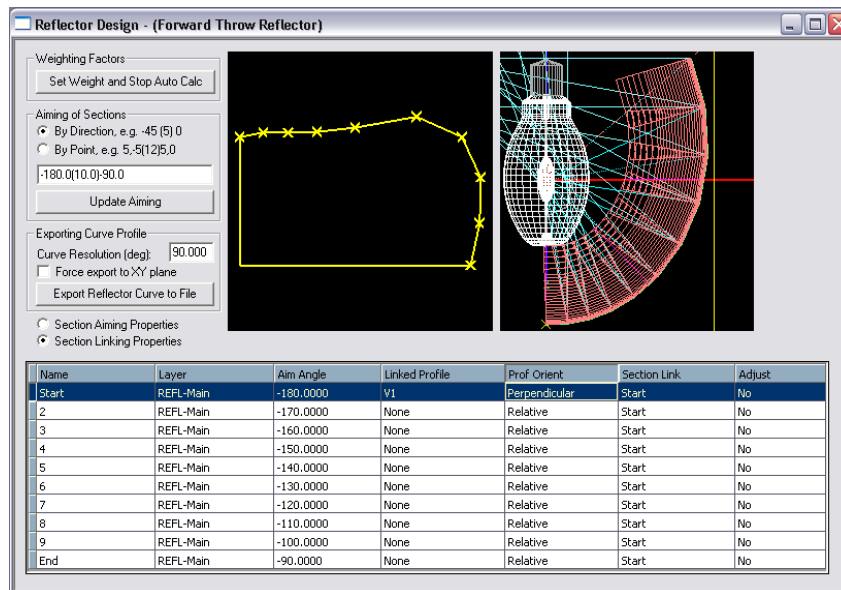 Reflector Design - (Forward Throw Reflector)
Weighting Factors
Set Weight and Stop Auto Calc
Aiming of Sections
By Direction, e.g. -45 (5) 0
By Point, e.g. 5,-5(12)5,0
-180.0(10.0)-90.0
Update Aiming
Exporting Curve Profile
Curve Resolution (deg): 90.000
Force export to XY plane
Export Reflector Curve to File
Section Aiming Properties
Section Linking Properties
Name Layer Aim Angle Linked Profile Prof Orient Section Link Adjust
Start REFL-Main -180.0000 V1 Perpendicular Start No
2 REFL-Main -170.0000 None Relative Start No
3 REFL-Main -160.0000 None Relative Start No
4 REFL-Main -150.0000 None Relative Start No
5 REFL-Main -140.0000 None Relative Start No
6 REFL-Main -130.0000 None Relative Start No
7 REFL-Main -120.0000 None Relative Start No
8 REFL-Main -110.0000 None Relative Start No
9 REFL-Main -100.0000 None Relative Start No
End REFL-Main -90.0000 None Relative Start No